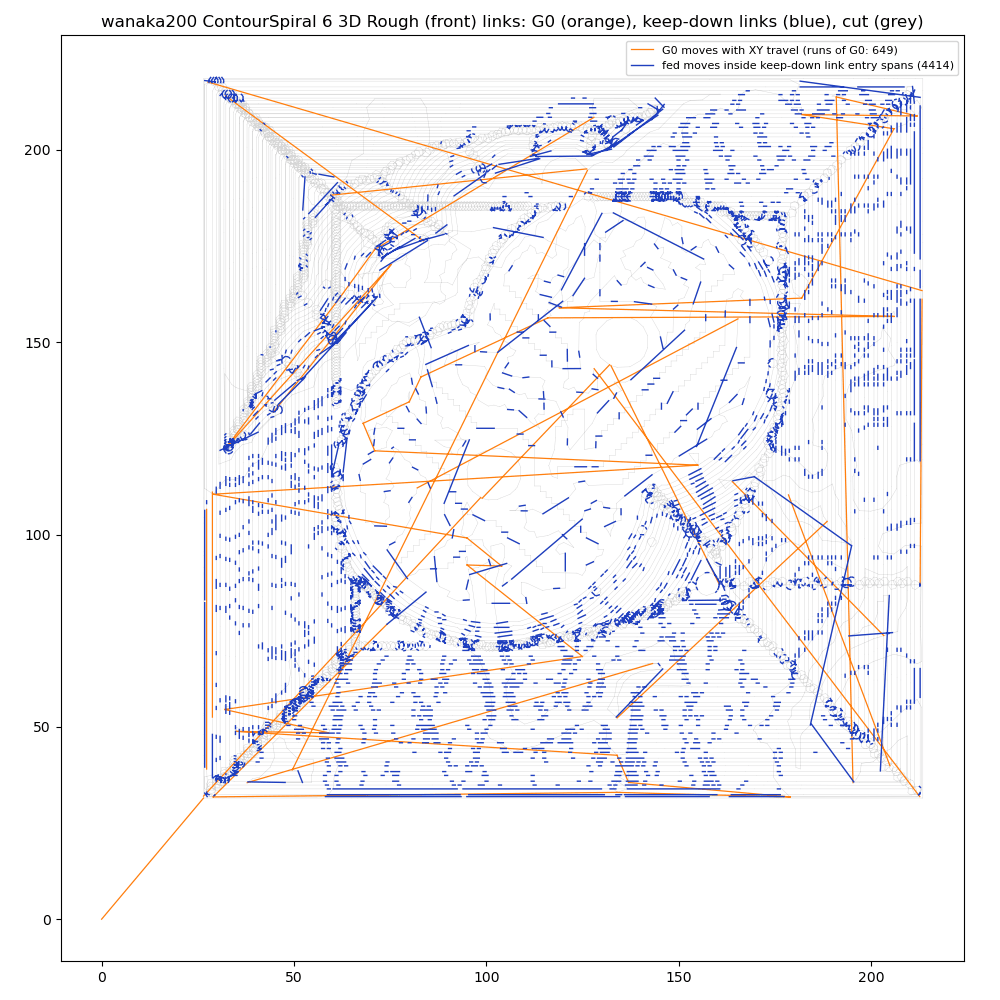 wanaka200 ContourSpiral 6 3D Rough (front) links: G0 (orange), keep-down links (blue), cut (grey)
G0 moves with XY travel (runs of G0: 649)
fed moves inside keep-down link entry spans (4414)
200
150
100
50
0
0 50 100 150 200